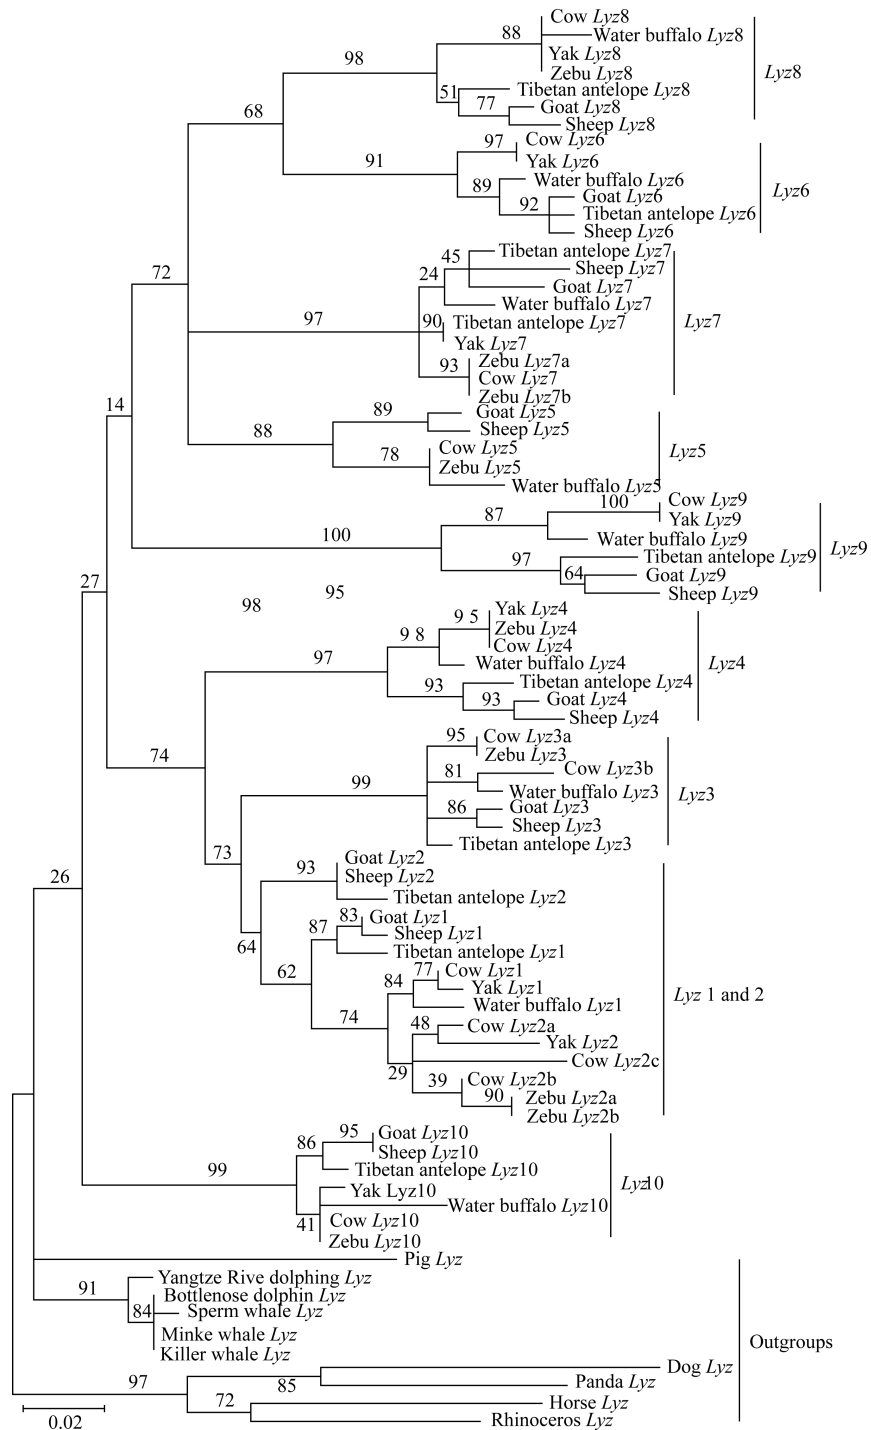 Cow Lyz8
88
Water buffalo Lyz8
98
Yak Lyz8
Zebu Lyz8
Lyz8
51
Tibetan antelope Lyz8
77
Goat Lyz8
68
Sheep Lyz8
97
Cow Lyz6
91
Yak Lyz6
89
Water buffalo Lyz6
Lyz6
92
Goat Lyz6
Tibetan antelope Lyz6
Sheep Lyz6
45
Tibetan antelope Lyz7
72
24
Sheep Lyz7
Goat Lyz7
Water buffalo Lyz7
97
90
Tibetan antelope Lyz7
Lyz7
Yak Lyz7
93
Zebu Lyz7a
Cow Lyz7
Zebu Lyz7b
14
89
Goat Lyz5
88
Sheep Lyz5
78
Cow Lyz5
Lyz5
Zebu Lyz5
Water buffalo Lyz5
100
Cow Lyz9
87
Yak Lyz9
100
Water buffalo Lyz9
Lyz9
97
Tibetan antelope Lyz9
64
Goat Lyz9
27
Sheep Lyz9
98
95
9 5
Yak Lyz4
9 8
Zebu Lyz4
Cow Lyz4
97
Water buffalo Lyz4
Lyz4
93
Tibetan antelope Lyz4
93
Goat Lyz4
Sheep Lyz4
95
Cow Lyz3a
74
Zebu Lyz3
81
Cow Lyz3b
99
Water buffalo Lyz3
Lyz3
86
Goat Lyz3
Sheep Lyz3
73
Tibetan antelope Lyz3
93
Goat Lyz2
26
Sheep Lyz2
Tibetan antelope Lyz2
83
Goat Lyz1
87
Sheep Lyz1
64
Tibetan antelope Lyz1
62
77
Cow Lyz1
84
Yak Lyz1
Lyz 1 and 2
Water buffalo Lyz1
74
48
Cow Lyz2a
Yak Lyz2
Cow Lyz2c
29
39
Cow Lyz2b
90
Zebu Lyz2a
Zebu Lyz2b
95
Goat Lyz10
86
Sheep Lyz10
99
Tibetan antelope Lyz10
Lyz10
Yak Lyz10
Water buffalo Lyz10
41
Cow Lyz10
Zebu Lyz10
Pig Lyz
91
Yangtze Rive dolphing Lyz
Bottlenose dolphin Lyz
84
Sperm whale Lyz
Minke whale Lyz
Killer whale Lyz
Outgroups
Dog Lyz
97
85
Panda Lyz
72
Horse Lyz
Rhinoceros Lyz
0.02